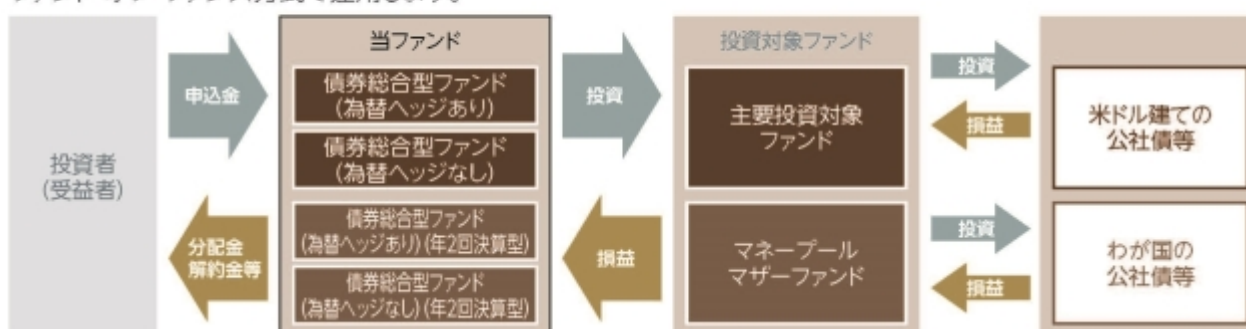 投資者
(受益者)
申込金
分配金
解約金等
当ファンド
債券総合型ファンド
(為替ヘッジあり)
債券総合型ファンド
(為替ヘッジなし)
債券総合型ファンド
(為替ヘッジあり)(年2回決算型)
債券総合型ファンド
(為替ヘッジなし)(年2回決算型)
投資
損益
投資対象ファンド
主要投資対象
ファンド
マネープール
マザーファンド
投資
損益
投資
損益
米ドル建ての
公社債等
わが国の
公社債等